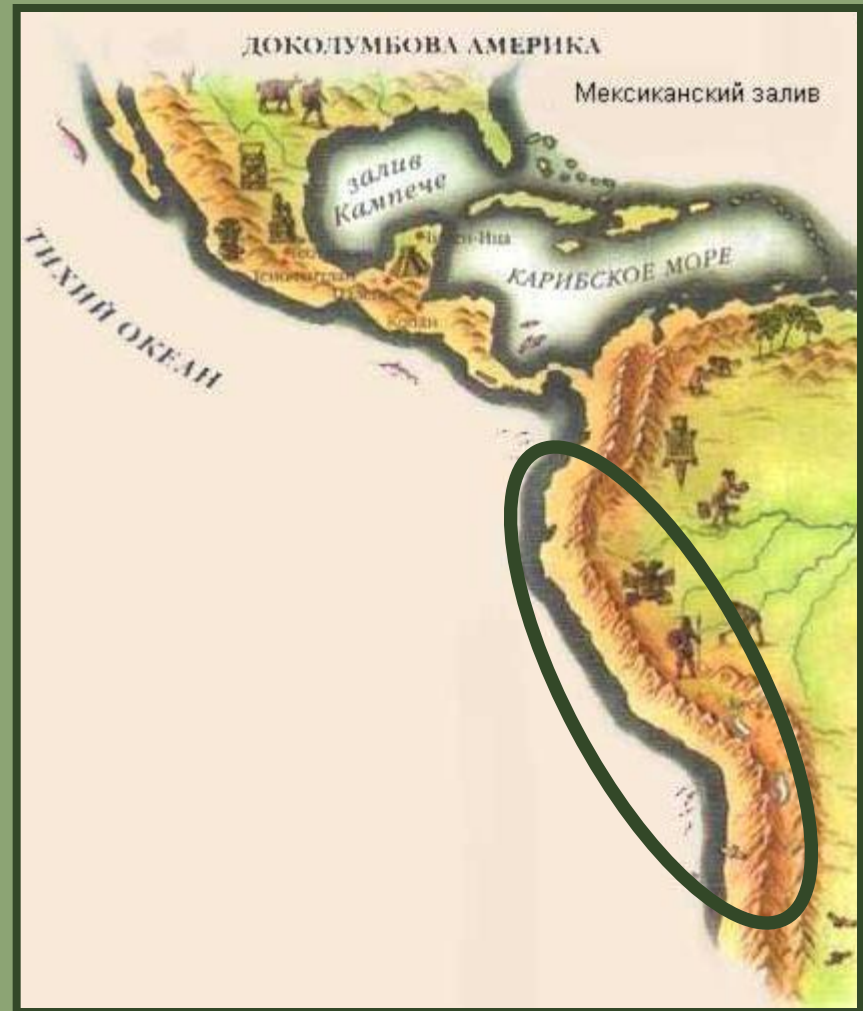 ДОКОЛУМБОВА АМЕРИКА
Мексиканский залив
залив
Кампече
КАРИБСКОЕ МОРЕ
ТИХИЙ ОКЕАН